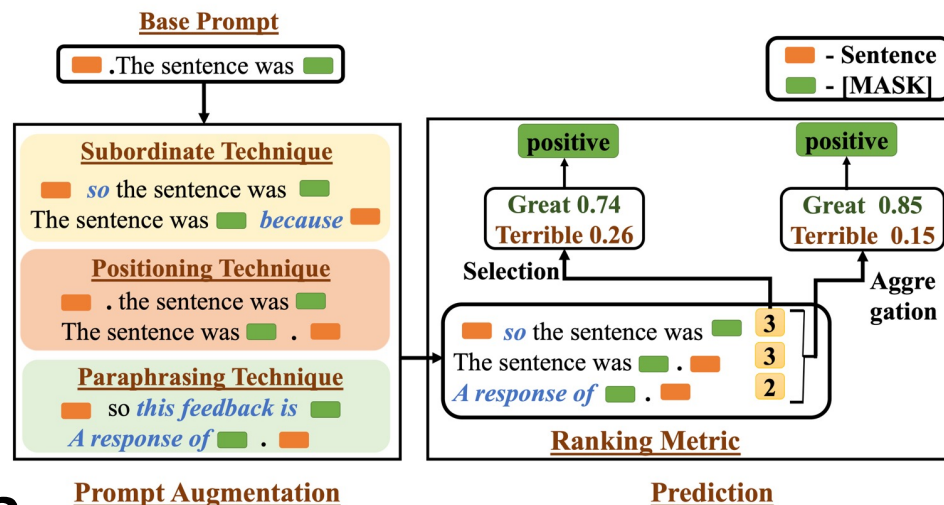 Base Prompt
.The sentence was
- Sentence
- [MASK]
Subordinate Technique
so the sentence was
The sentence was because
Positioning Technique
. the sentence was
The sentence was .
Paraphrasing Technique
so this feedback is
A response of .
Prompt Augmentation
positive
positive
Great 0.74
Terrible 0.26
Great 0.85
Terrible 0.15
Selection
Aggre
gation
so the sentence was 3
The sentence was . 3
A response of . 2
Ranking Metric
Prediction